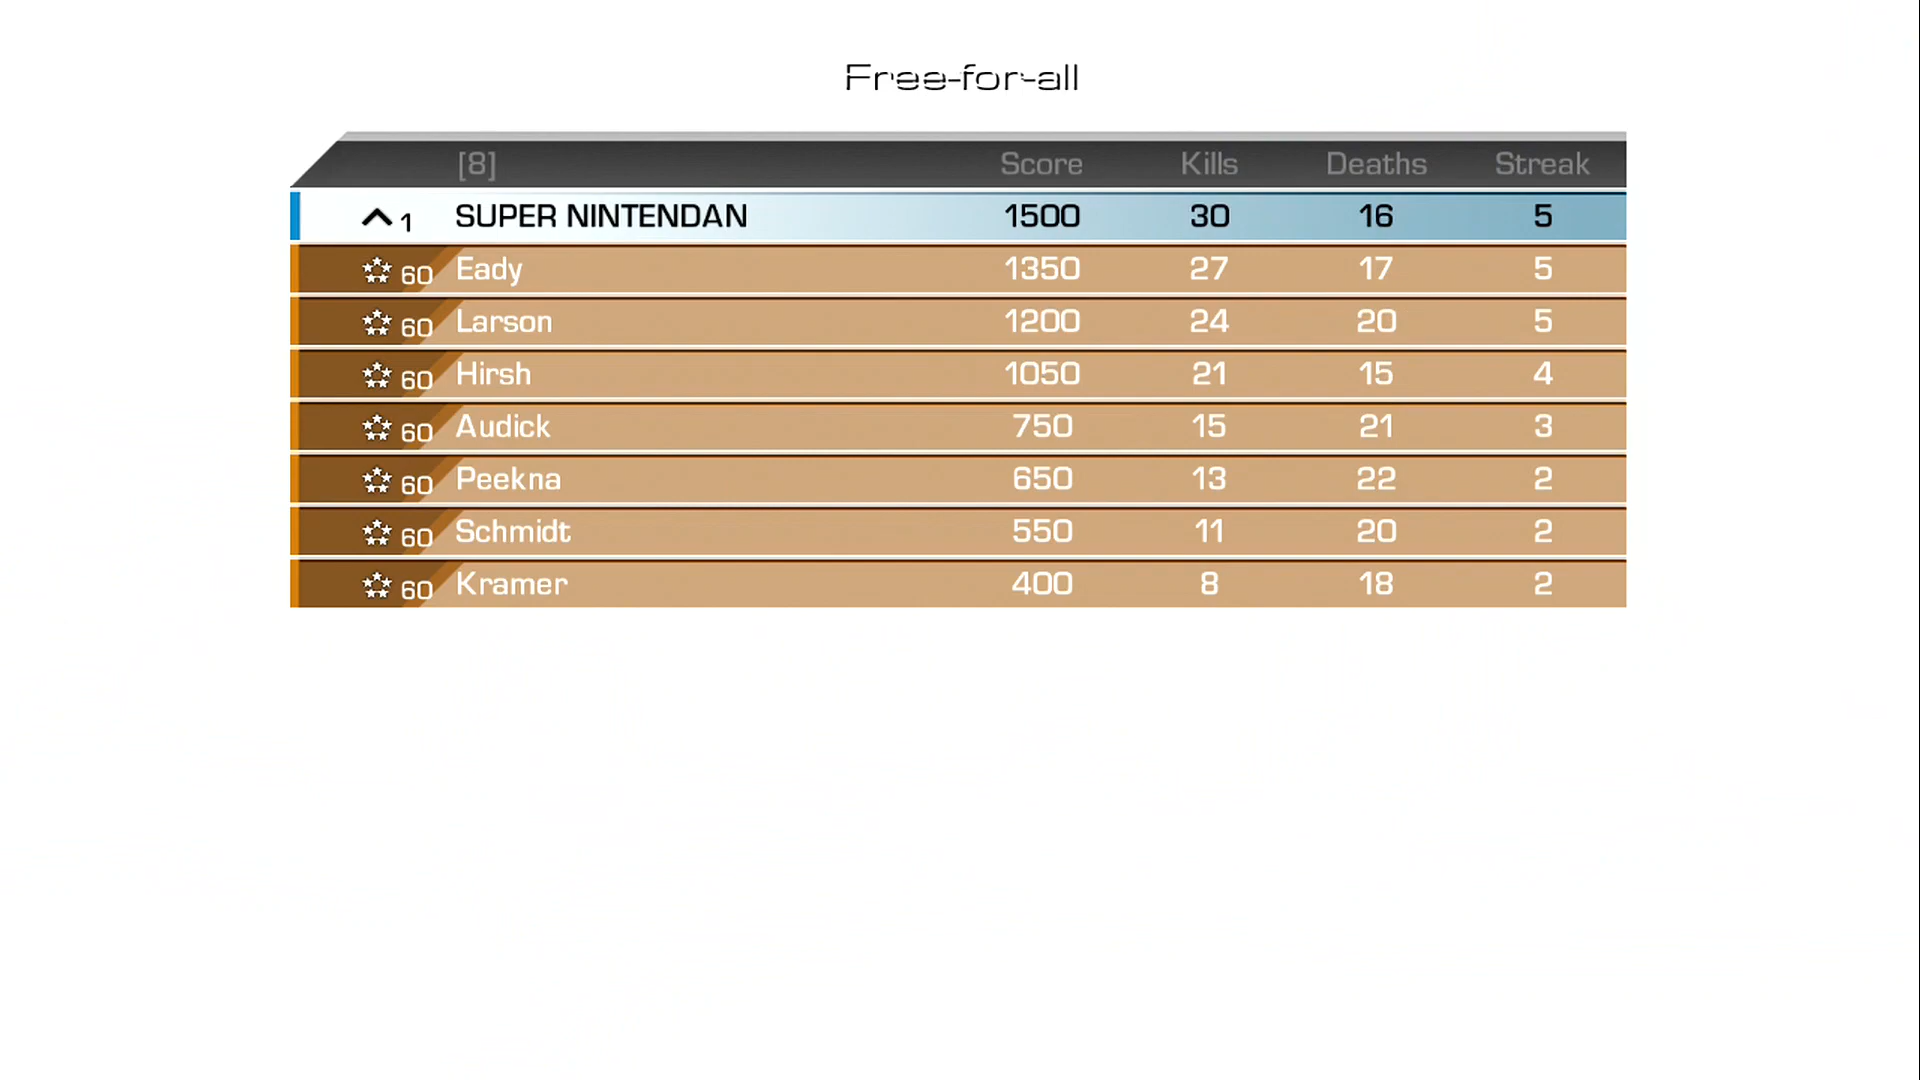 Free-for-all
[8] Score Kills Deaths Streak
1 SUPER NINTENDAN 1500 30 16 5
60 Eady 1350 27 17 5
60 Larson 1200 24 20 5
60 Hirsh 1050 21 15 4
60 Audick 750 15 21 3
60 Peekna 650 13 22 2
60 Schmidt 550 11 20 2
60 Kramer 400 8 18 2